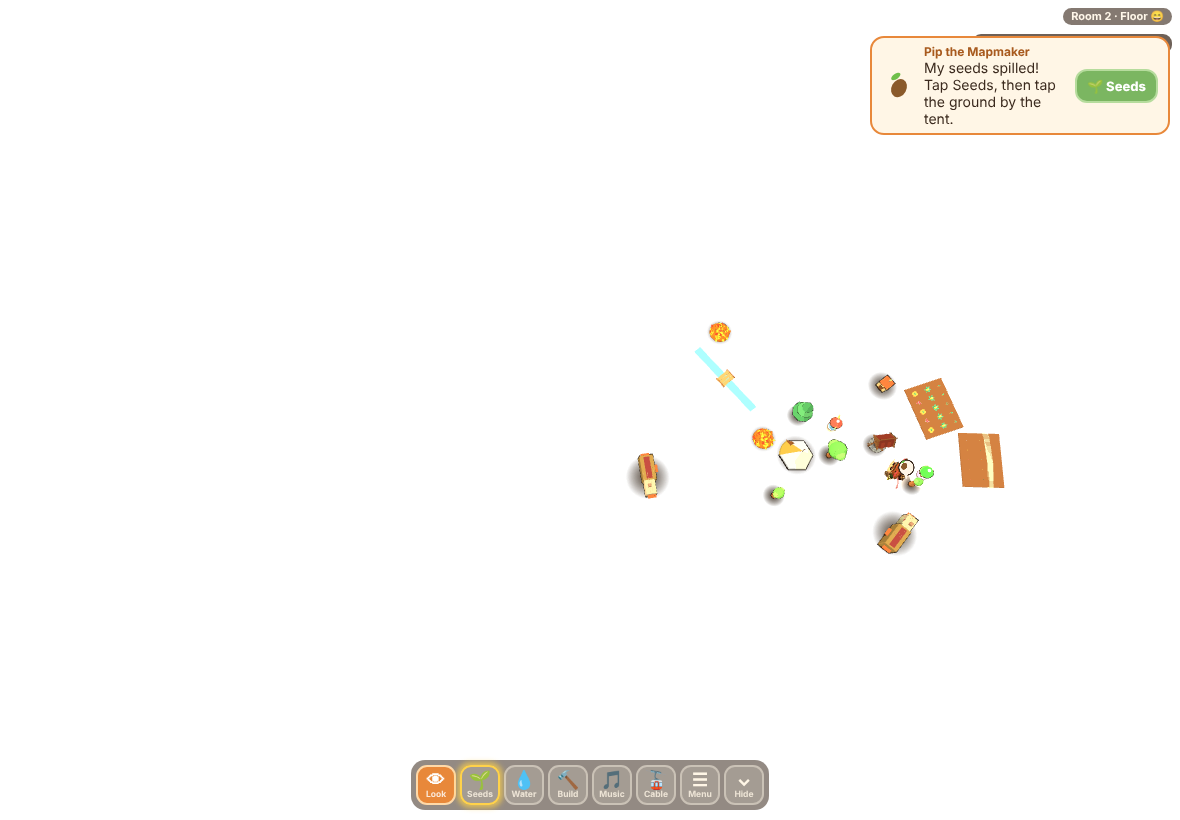 Room 2 · Floor 😀
Pip the Mapmaker
My seeds spilled!
Tap Seeds, then tap
the ground by the
tent.
🌱 Seeds
Look
Seeds
Water
Build
Music
Cable
Menu
Hide